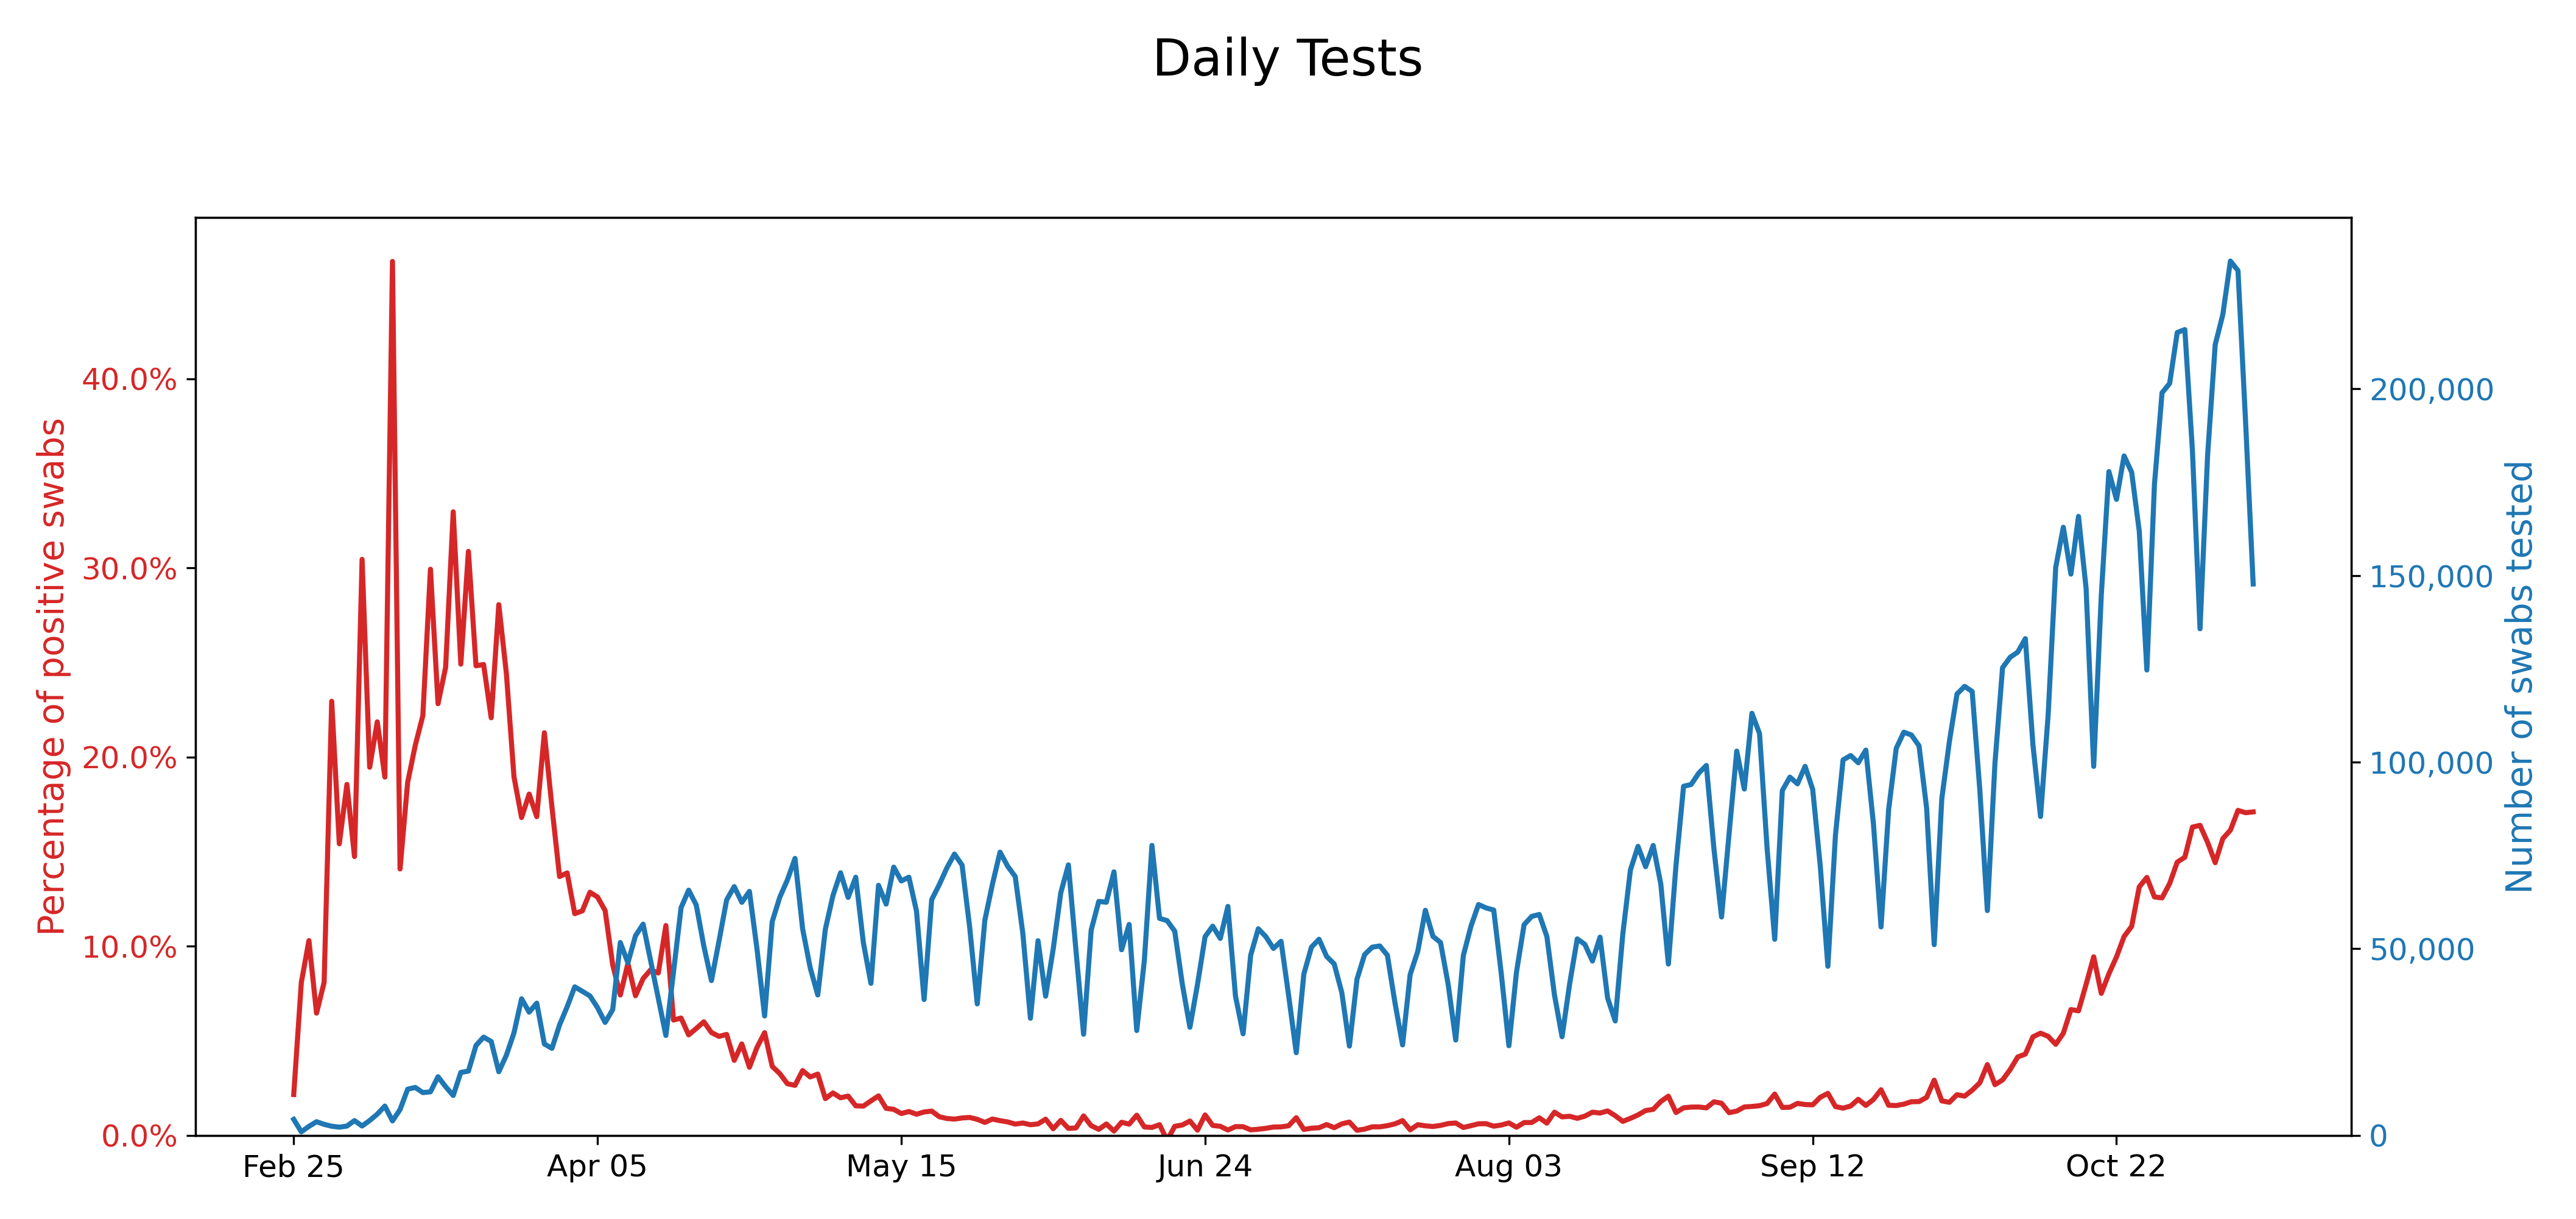 Daily Tests
Percentage of positive swabs
40.0%
30.0%
20.0%
10.0%
0.0%
200,000
150,000
100,000
50,000
0
Number of swabs tested
Feb 25
Apr 05
May 15
Jun 24
Aug 03
Sep 12
Oct 22